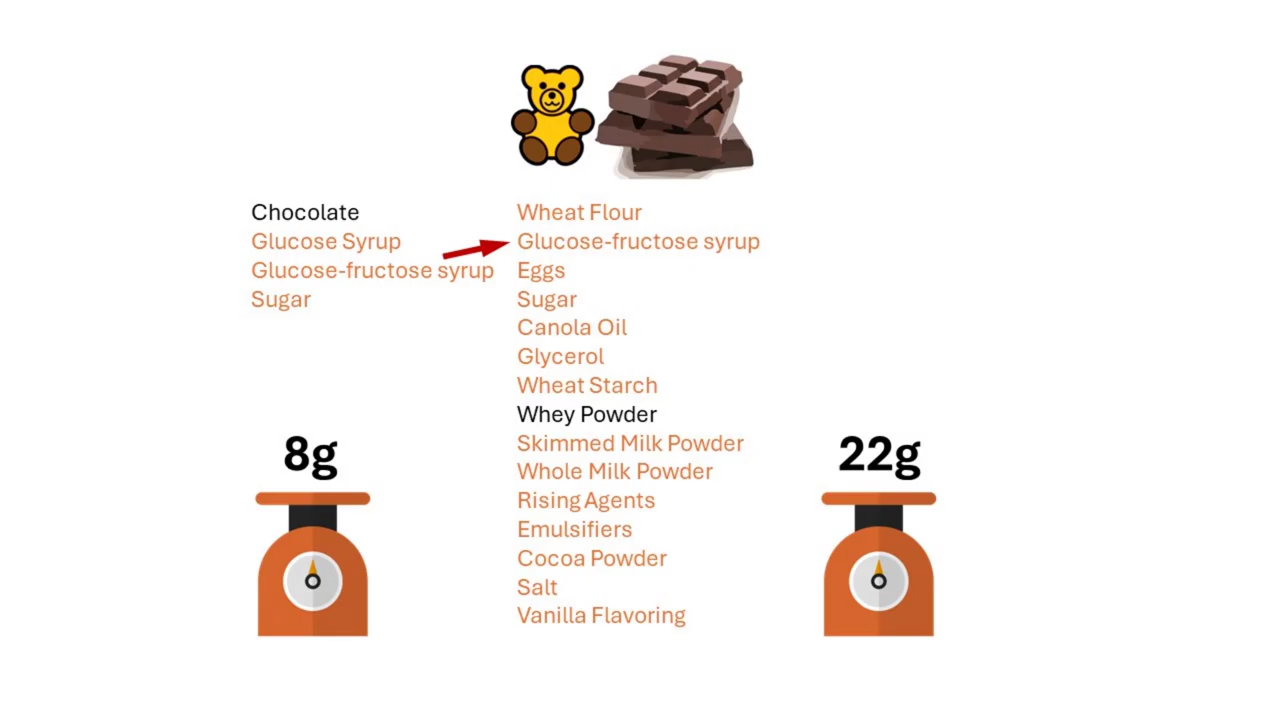 Chocolate
Glucose Syrup
Glucose-fructose syrup
Sugar
Wheat Flour
Glucose-fructose syrup
Eggs
Sugar
Canola Oil
Glycerol
Wheat Starch
Whey Powder
Skimmed Milk Powder
Whole Milk Powder
Rising Agents
Emulsifiers
Cocoa Powder
Salt
Vanilla Flavoring
8g
22g